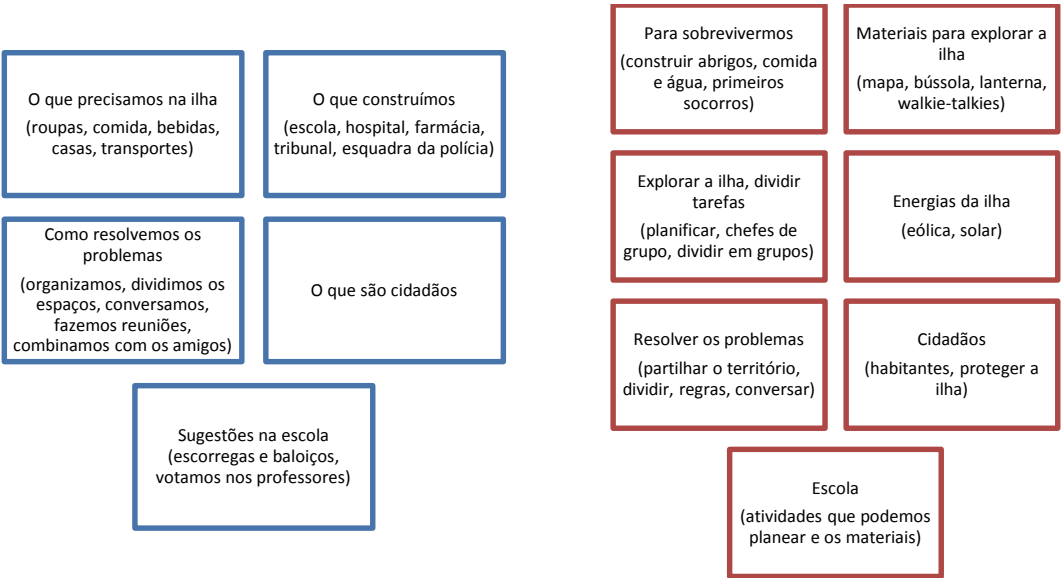 O que precisamos na ilha
(roupas, comida, bebidas,
casas, transportes)
O que construímos
(escola, hospital, farmácia,
tribunal, esquadra da polícia)
Como resolvemos os
problemas
(organizamos, dividimos os
espaços, conversamos,
fazemos reuniões,
combinamos com os amigos)
O que são cidadãos
Sugestões na escola
(escorregas e baloiços,
votamos nos professores)
Para sobrevivermos
(construir abrigos, comida
e água, primeiros
socorros)
Materiais para explorar a
ilha
(mapa, bússola, lanterna,
walkie-talkies)
Explorar a ilha, dividir
tarefas
(planificar, chefes de
grupo, dividir em grupos)
Energias da ilha
(eólica, solar)
Resolver os problemas
(partilhar o território,
dividir, regras, conversar)
Cidadãos
(habitantes, proteger a
ilha)
Escola
(atividades que podemos
planear e os materiais)